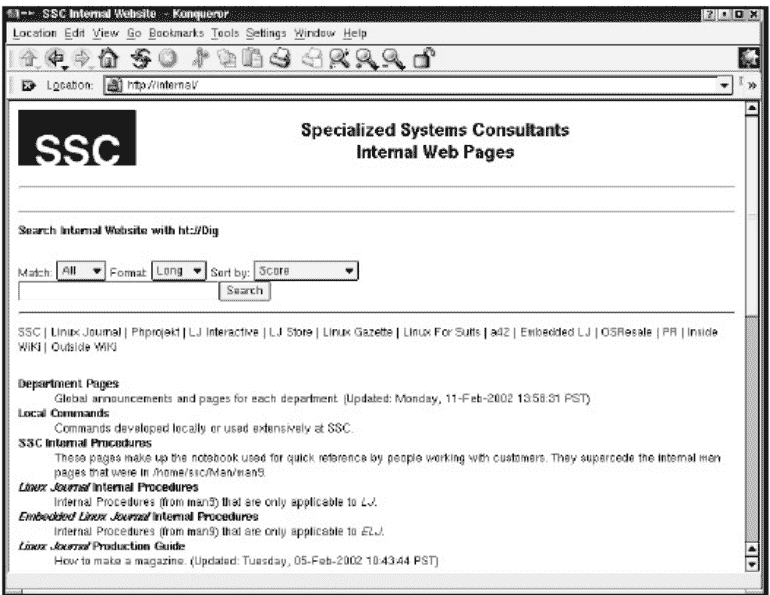 SSC Internal Website - Konqueror
Location Edit View Go Bookmarks Tools Settings Window Help
Location: http://internal/
SSC
Specialized Systems Consultants
Internal Web Pages
Search Internal Website with ht://Dig
Match: All Format: Long Sort by: Score
Search
SSC | Linux Journal | Phprojekt | LJ Interactive | LJ Store | Linux Gazette | Linux For Suits | a42 | Embedded LJ | OSResale | PR | Inside
WiKi | Outside WiKi
Department Pages
Global announcements and pages for each department. (Updated: Monday, 11-Feb-2002 13:58:31 PST)
Local Commands
Commands developed locally or used extensively at SSC.
SSC Internal Procedures
These pages make up the notebook used for quick reference by people working with customers. They supercede the internal man
pages that were in /home/ssc/Man/man9.
Linux Journal Internal Procedures
Internal Procedures (from man9) that are only applicable to LJ.
Embedded Linux Journal Internal Procedures
Internal Procedures (from man9) that are only applicable to ELJ.
Linux Journal Production Guide
How to make a magazine. (Updated: Tuesday, 05-Feb-2002 10:43:44 PST)